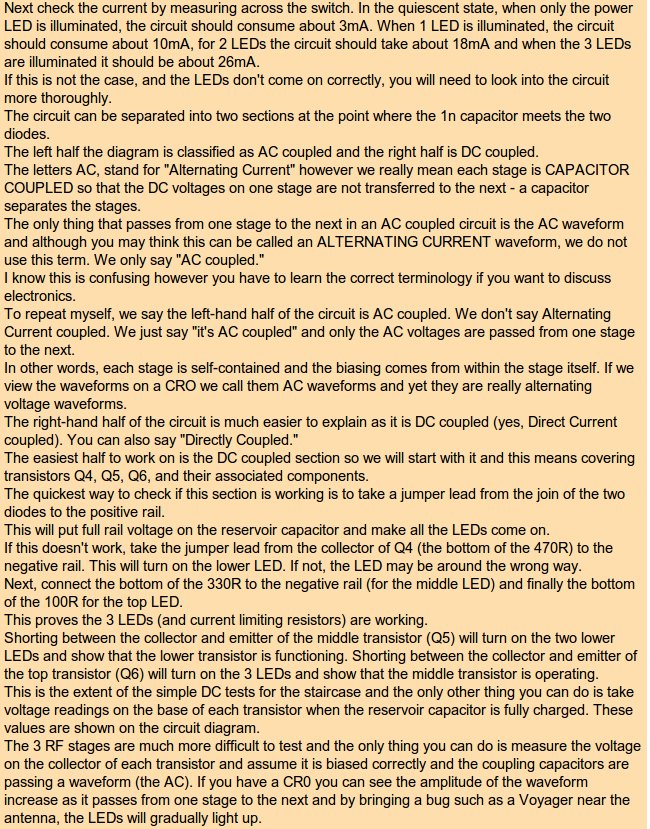 Next check the current by measuring across the switch. In the quiescent state, when only the power
LED is illuminated, the circuit should consume about 3mA. When 1 LED is illuminated, the circuit
should consume about 10mA, for 2 LEDs the circuit should take about 18mA and when the 3 LEDs
are illuminated it should be about 26mA.
If this is not the case, and the LEDs don't come on correctly, you will need to look into the circuit
more thoroughly.
The circuit can be separated into two sections at the point where the 1n capacitor meets the two
diodes.
The left half the diagram is classified as AC coupled and the right half is DC coupled.
The letters AC, stand for "Alternating Current" however we really mean each stage is CAPACITOR
COUPLED so that the DC voltages on one stage are not transferred to the next - a capacitor
separates the stages.
The only thing that passes from one stage to the next in an AC coupled circuit is the AC waveform
and although you may think this can be called an ALTERNATING CURRENT waveform, we do not
use this term. We only say "AC coupled."
I know this is confusing however you have to learn the correct terminology if you want to discuss
electronics.
To repeat myself, we say the left-hand half of the circuit is AC coupled. We don't say Alternating
Current coupled. We just say "it's AC coupled" and only the AC voltages are passed from one stage
to the next.
In other words, each stage is self-contained and the biasing comes from within the stage itself. If we
view the waveforms on a CRO we call them AC waveforms and yet they are really alternating
voltage waveforms.
The right-hand half of the circuit is much easier to explain as it is DC coupled (yes, Direct Current
coupled). You can also say "Directly Coupled."
The easiest half to work on is the DC coupled section so we will start with it and this means covering
transistors Q4, Q5, Q6, and their associated components.
The quickest way to check if this section is working is to take a jumper lead from the join of the two
diodes to the positive rail.
This will put full rail voltage on the reservoir capacitor and make all the LEDs come on.
If this doesn't work, take the jumper lead from the collector of Q4 (the bottom of the 470R) to the
negative rail. This will turn on the lower LED. If not, the LED may be around the wrong way.
Next, connect the bottom of the 330R to the negative rail (for the middle LED) and finally the bottom
of the 100R for the top LED.
This proves the 3 LEDs (and current limiting resistors) are working.
Shorting between the collector and emitter of the middle transistor (Q5) will turn on the two lower
LEDs and show that the lower transistor is functioning. Shorting between the collector and emitter of
the top transistor (Q6) will turn on the 3 LEDs and show that the middle transistor is operating.
This is the extent of the simple DC tests for the staircase and the only other thing you can do is take
voltage readings on the base of each transistor when the reservoir capacitor is fully charged. These
values are shown on the circuit diagram.
The 3 RF stages are much more difficult to test and the only thing you can do is measure the voltage
on the collector of each transistor and assume it is biased correctly and the coupling capacitors are
passing a waveform (the AC). If you have a CR0 you can see the amplitude of the waveform
increase as it passes from one stage to the next and by bringing a bug such as a Voyager near the
antenna, the LEDs will gradually light up.